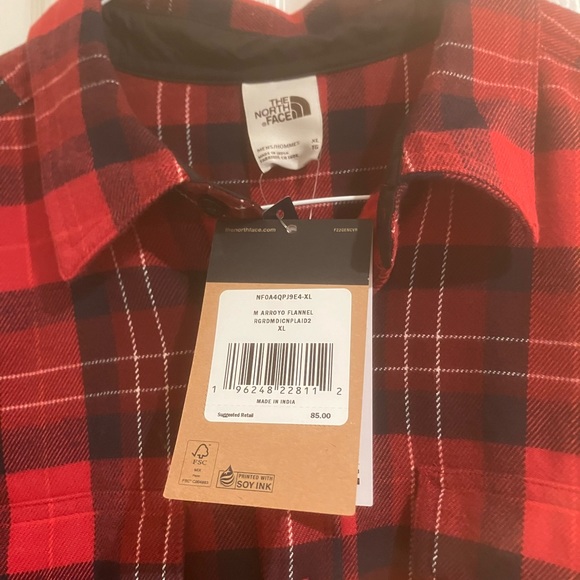 THE
NORTH
FACE
XL
thenorthface.com
NF0A4QPJ9E4-XL
M ARROYO FLANNEL
RGRDMDICNPLAID2
XL
1 96248 22811 2
MADE IN INDIA
Suggested Retail 85.00
FSC
PRINTED WITH
SOY INK